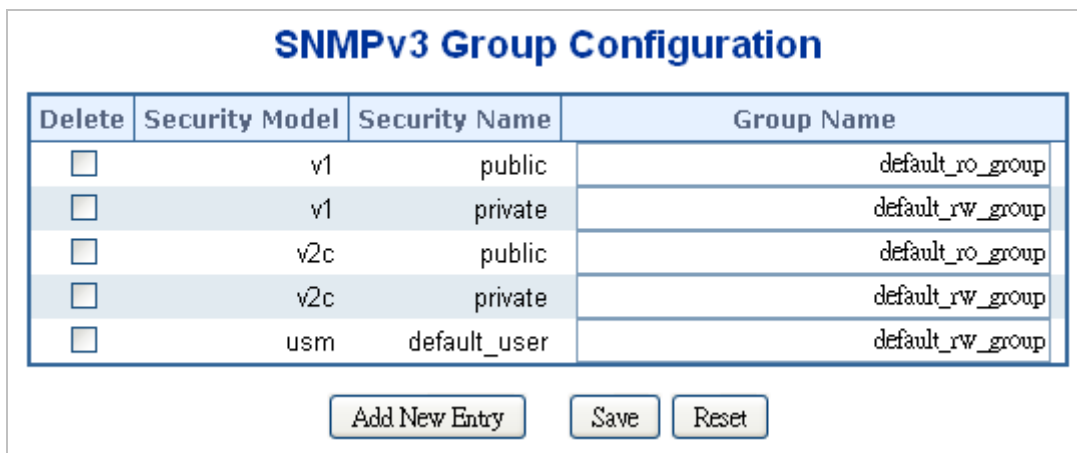 SNMPv3 Group Configuration
Delete Security Model Security Name Group Name
v1 public default_ro_group
v1 private default_rw_group
v2c public default_ro_group
v2c private default_rw_group
usm default_user default_rw_group
Add New Entry Save Reset